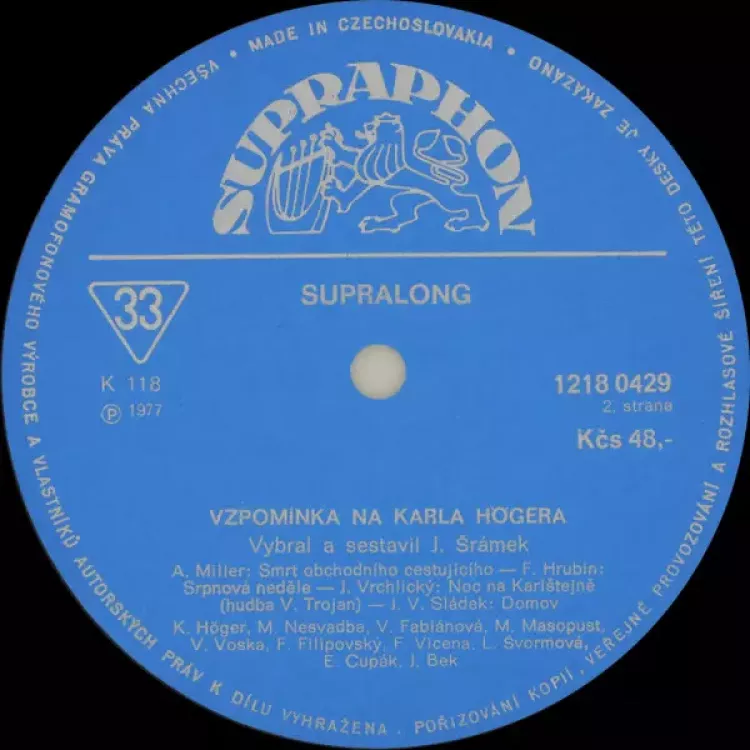 VŠECHNA PRÁVA GRAMOFONOVÉHO VÝROBCE A VLASTNÍKŮ AUTORSKÝCH PRÁV K DÍLU VYHRAŽENA . POŘIZOVÁNÍ KOPIÍ, VEŘEJNÉ PROVOZOVÁNÍ A ROZHLASOVÉ ŠÍŘENÍ TÉTO DESKY JE ZAKÁZÁNO
• MADE IN CZECHOSLOVAKIA •
SUPRAPHON
SUPRALONG
33
K 118
Ⓟ 1977
1218 0429
2. strana
Kčs 48,-
VZPOMÍNKA NA KARLA HÖGERA
Vybral a sestavil J. Šrámek
A. Miller: Smrt obchodního cestujícího — F. Hrubín:
Srpnová neděle — J. Vrchlický: Noc na Karlštejně
(hudba V. Trojan) — J. V. Sládek: Domov
K. Höger, M. Nesvadba, V. Fabiánová, M. Masopust,
V. Voska, F. Filipovský, F. Vicena, L. Švormová,
E. Cupák, J. Bek